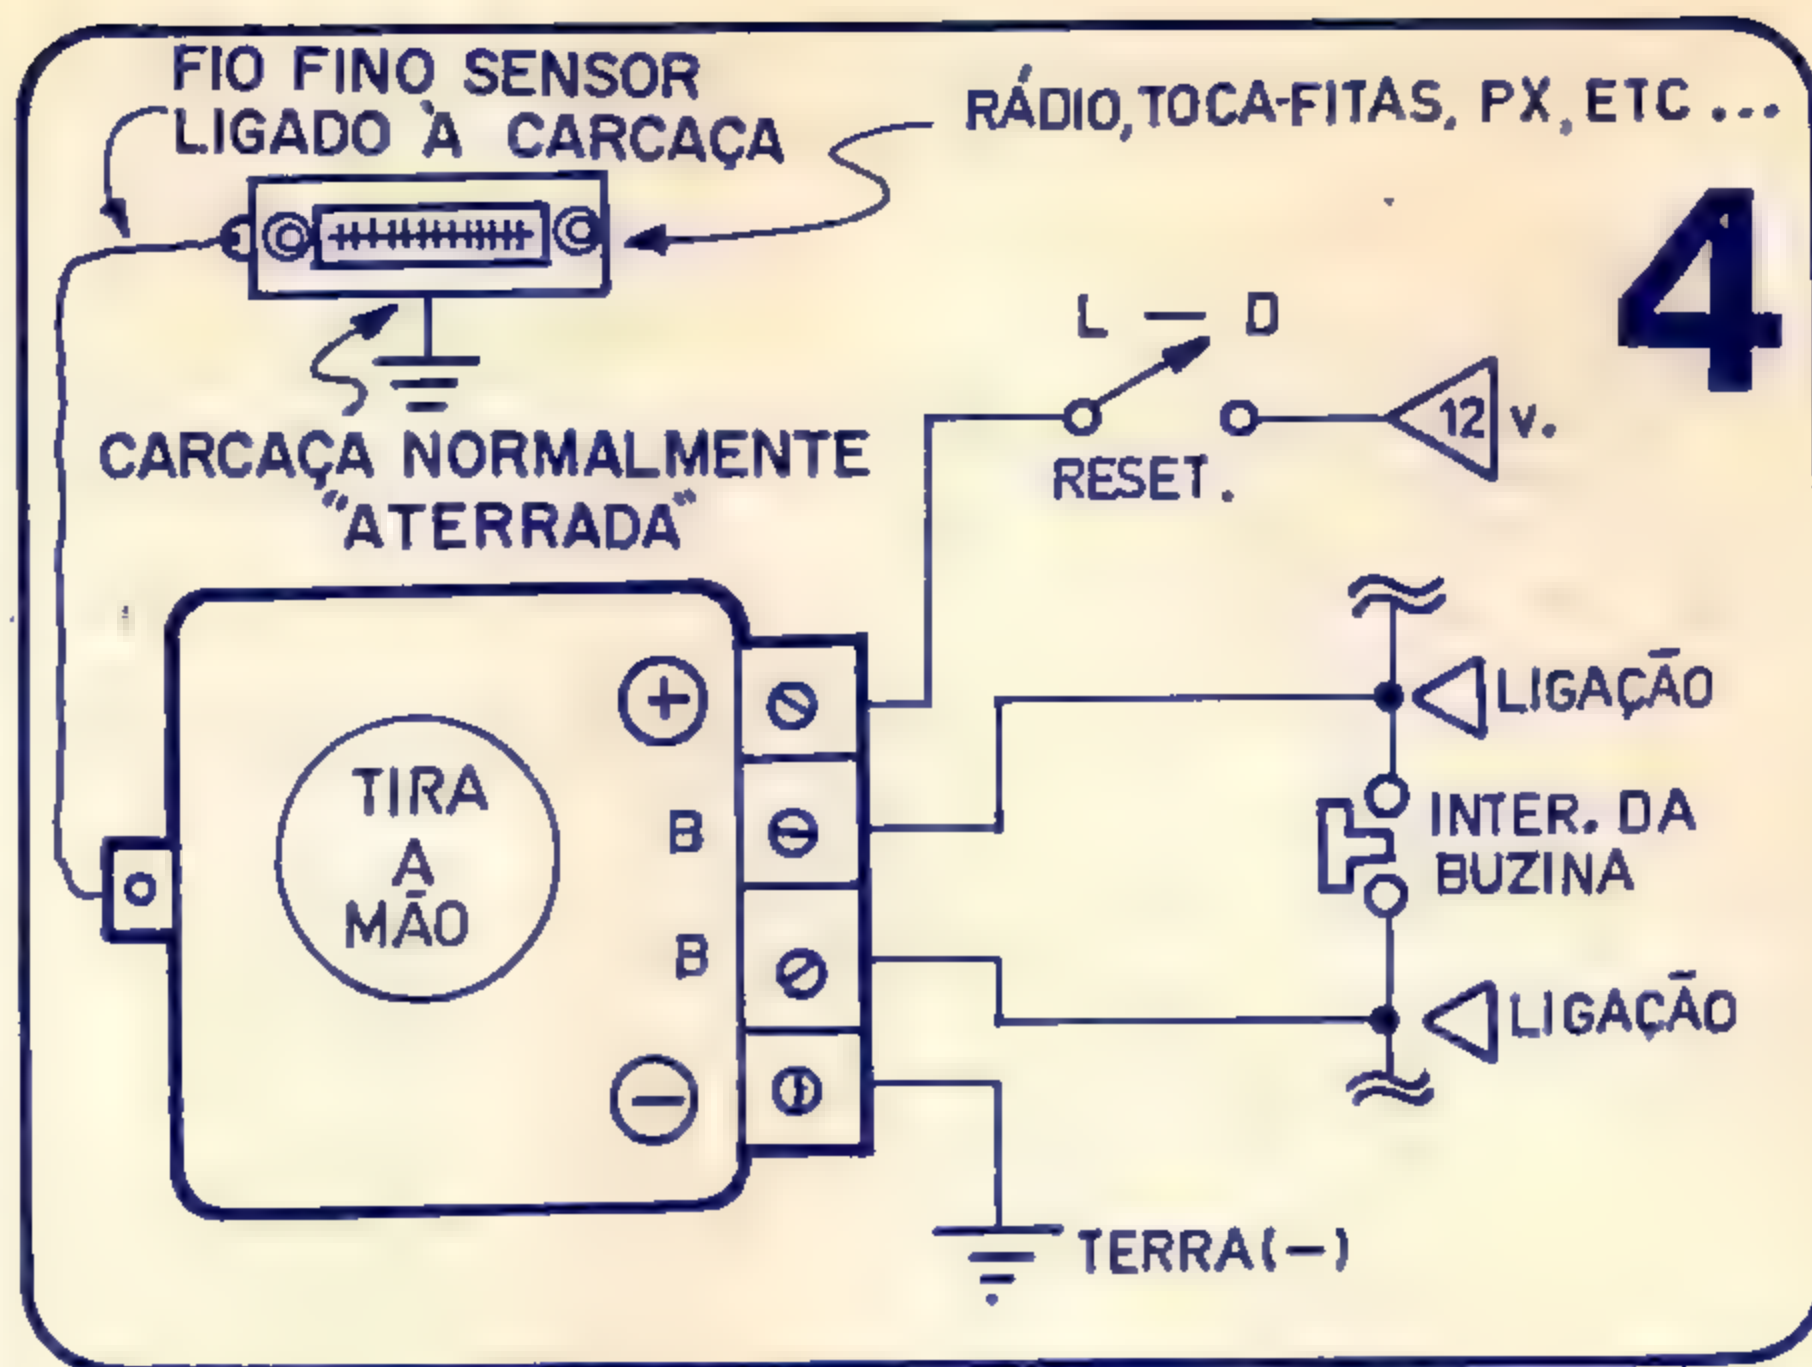 FIO FINO SENSOR
LIGADO À CARCAÇA
RÁDIO, TOCA-FITAS, PX, ETC ...
4
L — D
12 V.
RESET.
CARCAÇA NORMALMENTE
"ATERRADA"
+
B
B
−
TIRA
A
MÃO
LIGAÇÃO
INTER. DA
BUZINA
LIGAÇÃO
TERRA (−)